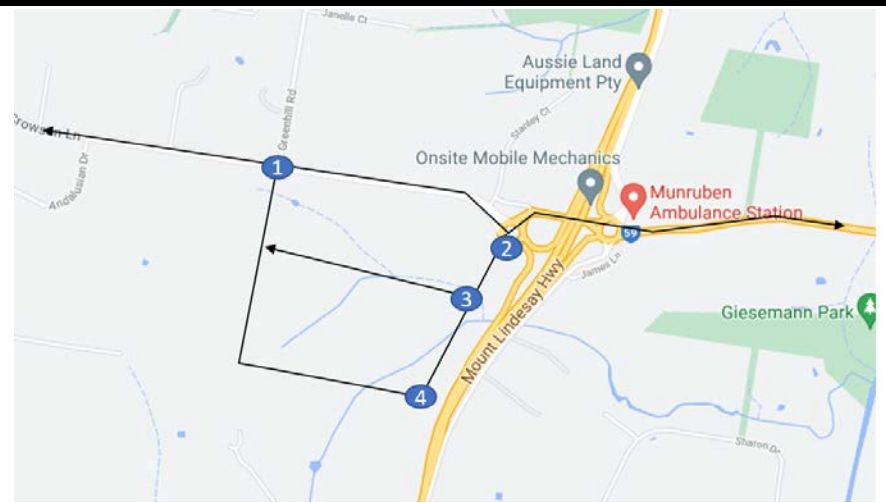 Janelle Ct
Aussie Land
Equipment Pty
Greenhill Rd
Stanley Ct
Crowson Ln
Onsite Mobile Mechanics
1
Andalusian Dr
Munruben
Ambulance Station
59
2
James Ln
3
Mount Lindesay Hwy
Giesemann Park
4
Sharon Dr